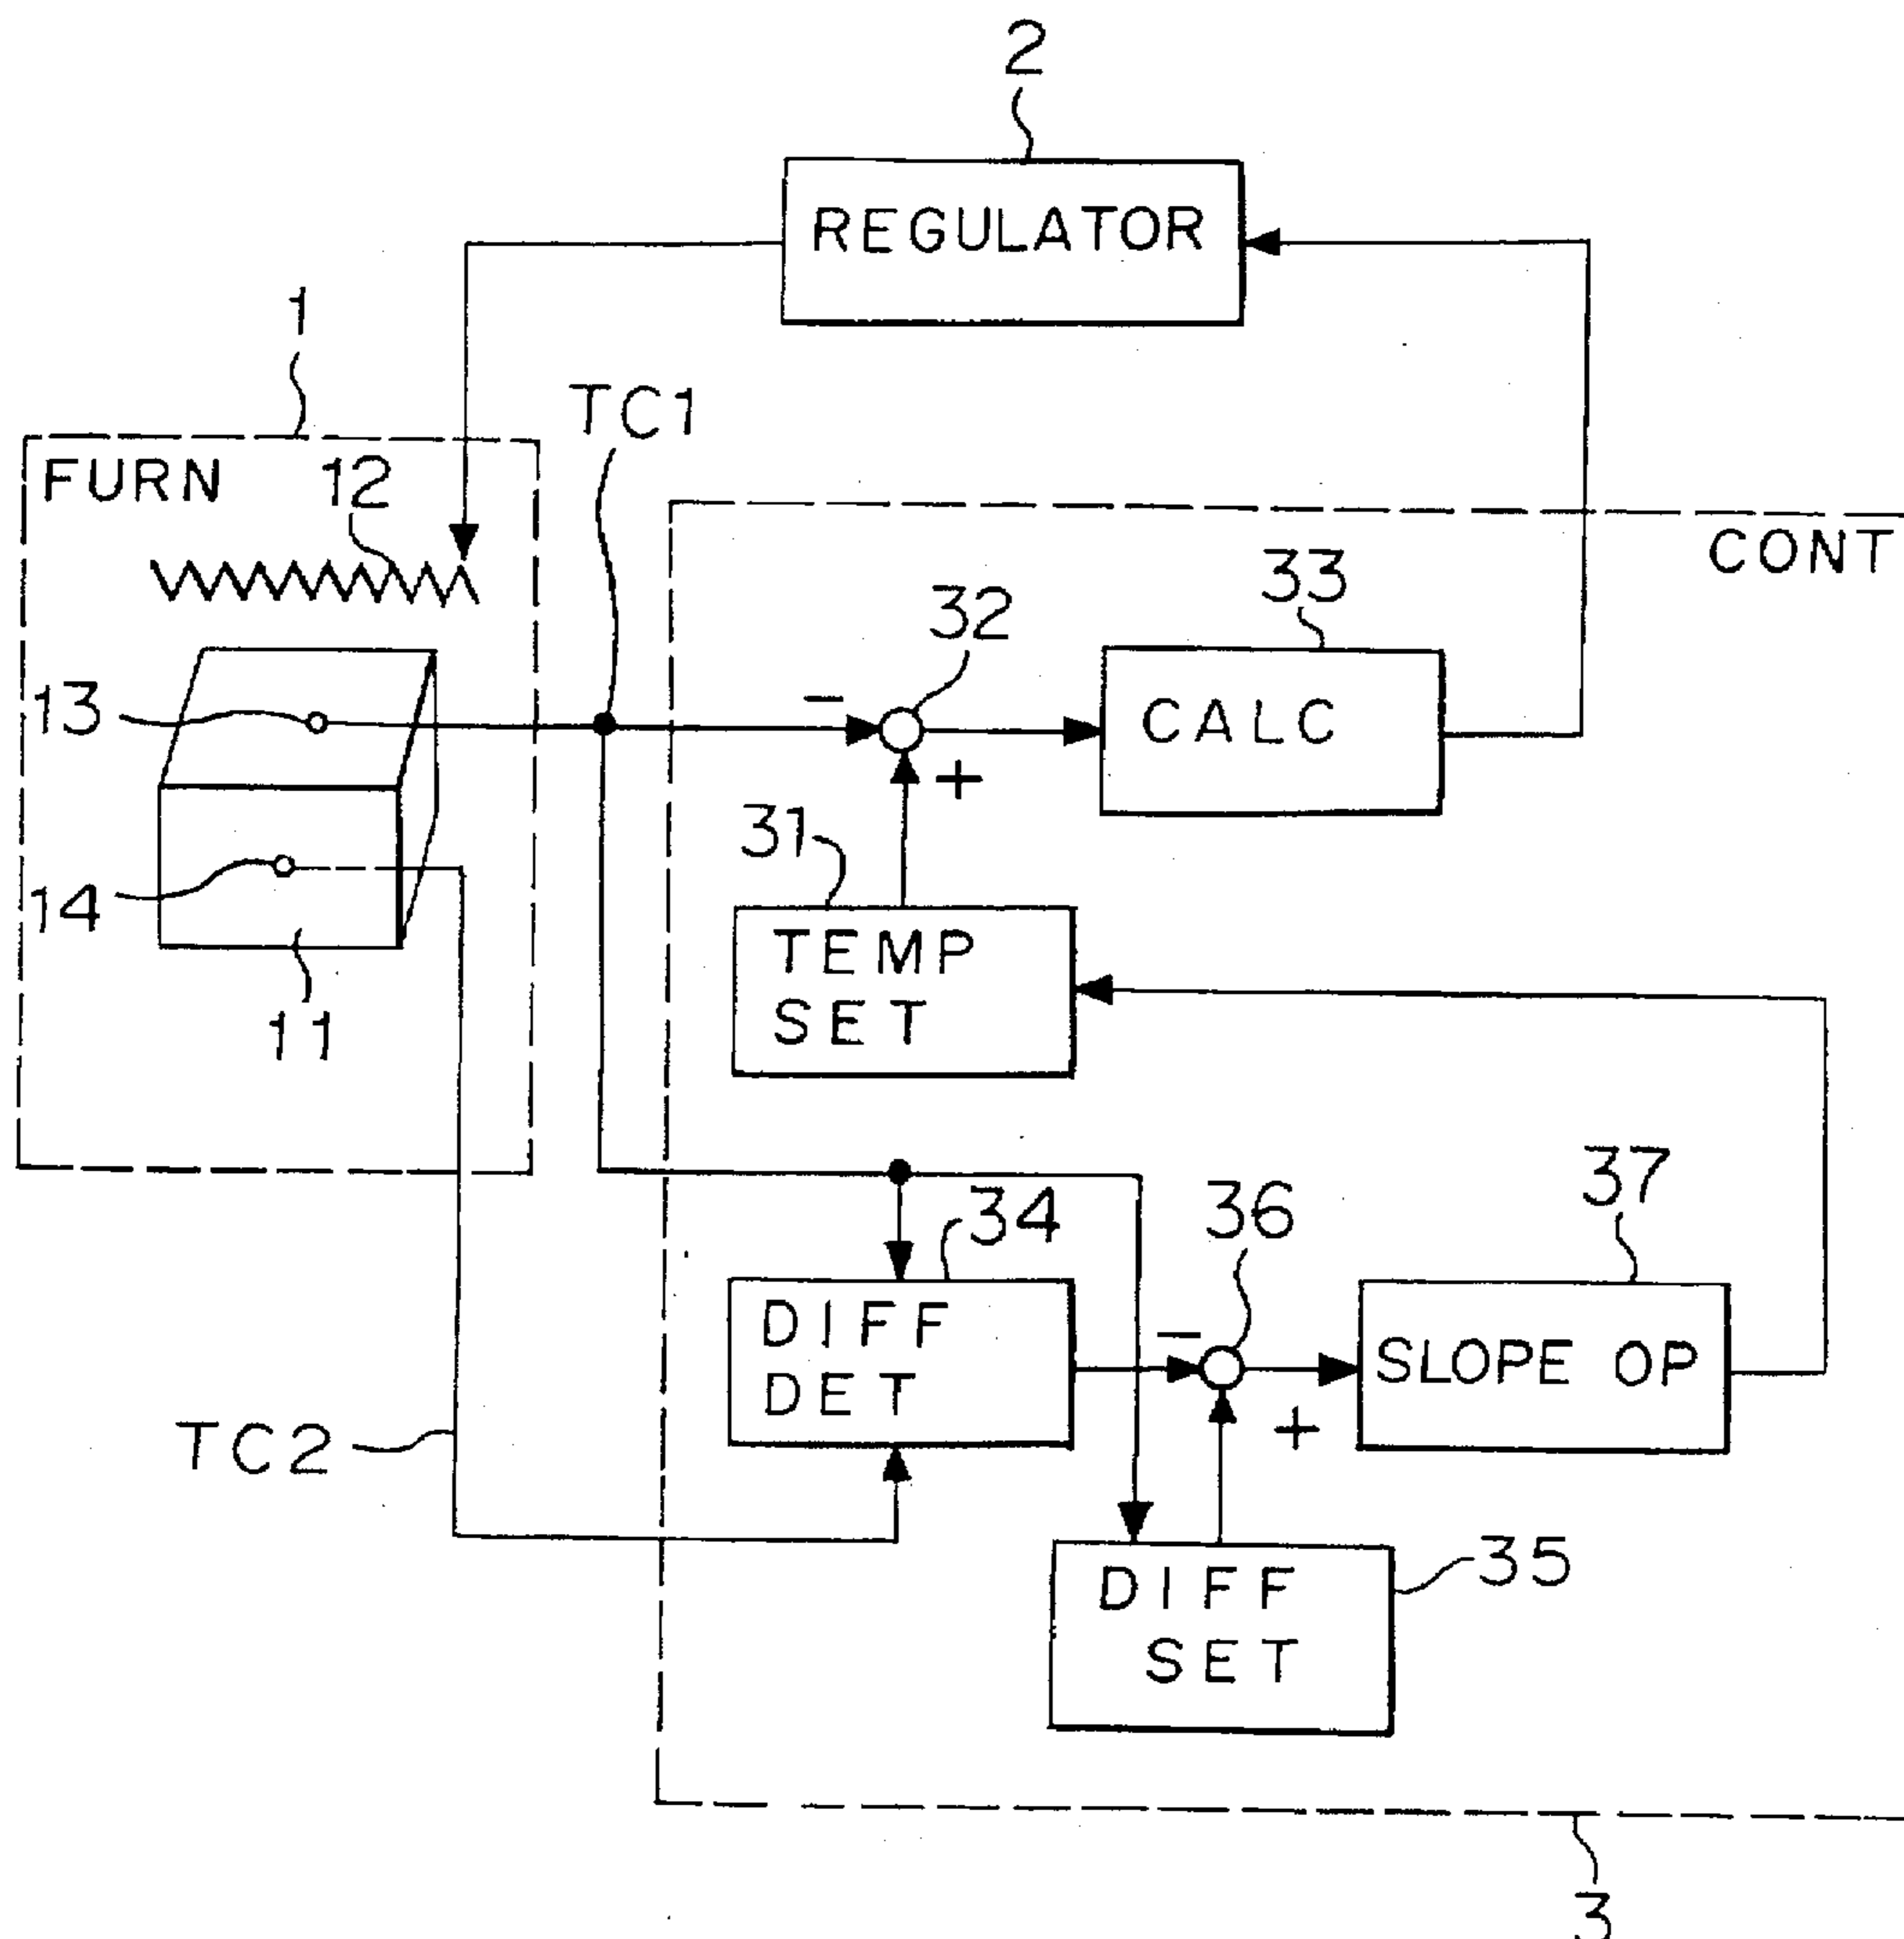 2
REGULATOR
1
TC1
FURN
12
CONT
33
32
13
−
CALC
+
31
14
TEMP
SET
11
37
34
36
DIFF
DET
−
SLOPE OP
+
TC2
35
DIFF
SET
3